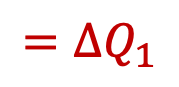 = ΔQ₁